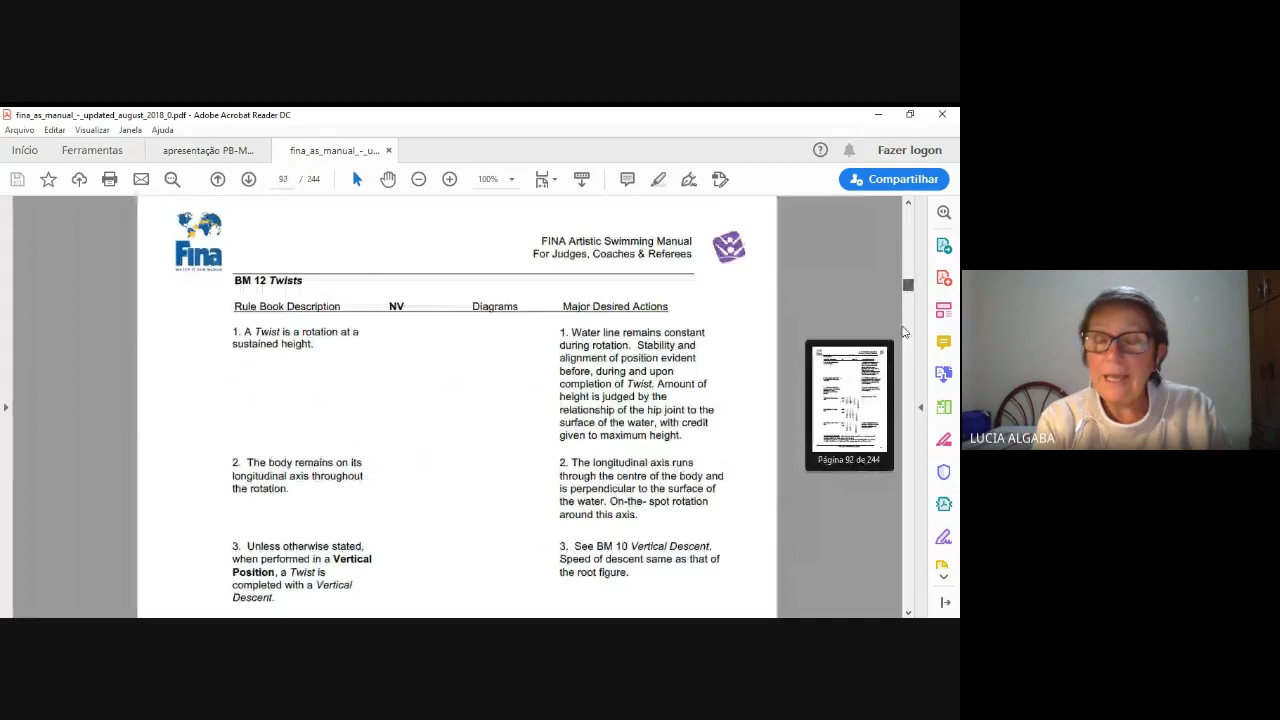 fina_as_manual_-_updated_august_2018_0.pdf - Adobe Acrobat Reader DC
Arquivo Editar Visualizar Janela Ajuda
Início Ferramentas apresentação PB-M... fina_as_manual_-_u... Fazer logon
92 / 244 100% Compartilhar
Fina
FINA Artistic Swimming Manual
For Judges, Coaches & Referees
BM 12 Twists
Rule Book Description NV Diagrams Major Desired Actions
1. A Twist is a rotation at a
sustained height.
1. Water line remains constant
during rotation. Stability and
alignment of position evident
before, during and upon
completion of Twist. Amount of
height is judged by the
relationship of the hip joint to the
surface of the water, with credit
given to maximum height.
2. The body remains on its
longitudinal axis throughout
the rotation.
2. The longitudinal axis runs
through the centre of the body and
is perpendicular to the surface of
the water. On-the- spot rotation
around this axis.
3. Unless otherwise stated,
when performed in a Vertical
Position, a Twist is
completed with a Vertical
Descent.
3. See BM 10 Vertical Descent.
Speed of descent same as that of
the root figure.
Página 92 de 244
LUCIA ALGABA